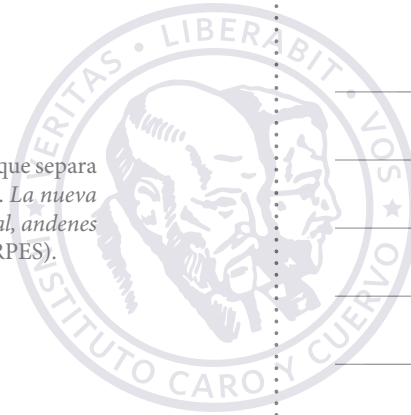 VERITAS • LIBERABIT • VOS
que separa
. La nueva
al, andenes
RPES).
INSTITUTO CARO Y CUERVO